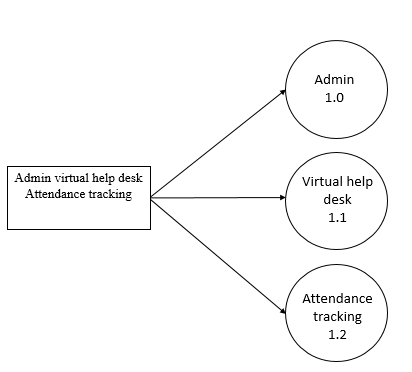 Admin
1.0
Admin virtual help desk
Attendance tracking
Virtual help
desk
1.1
Attendance
tracking
1.2